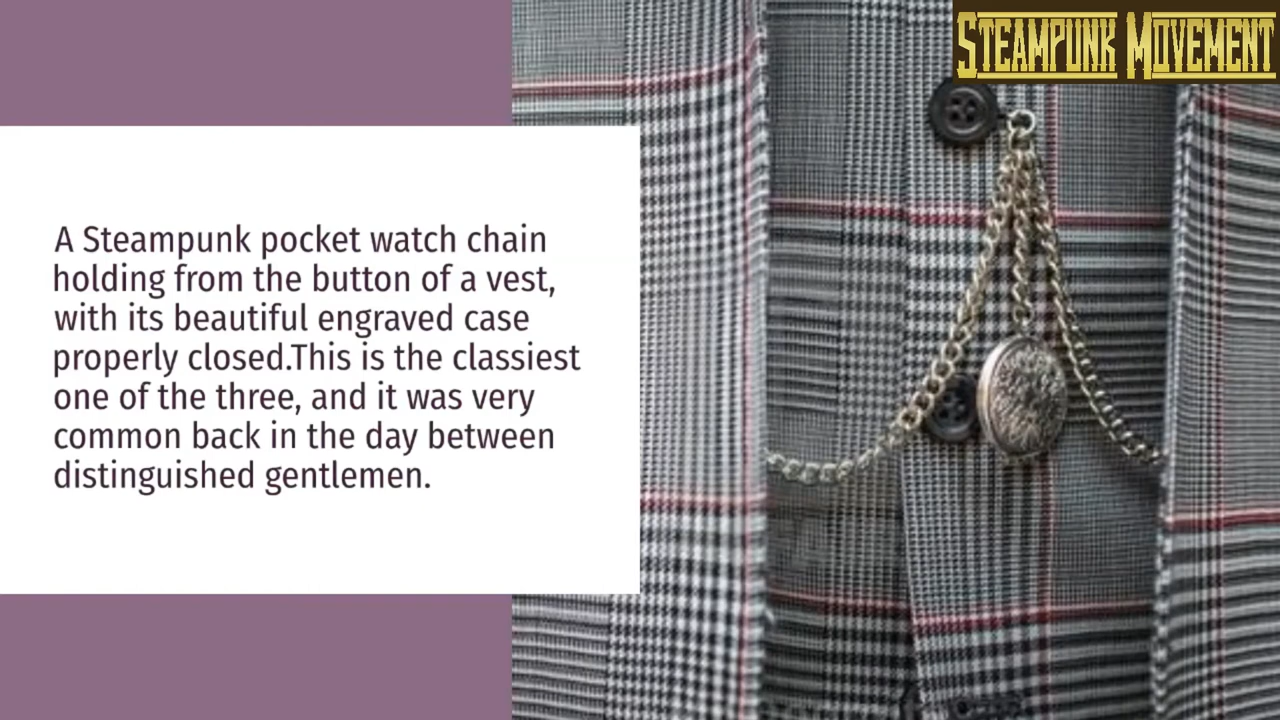 STEAMPUNK MOVEMENT
A Steampunk pocket watch chain
holding from the button of a vest,
with its beautiful engraved case
properly closed.This is the classiest
one of the three, and it was very
common back in the day between
distinguished gentlemen.